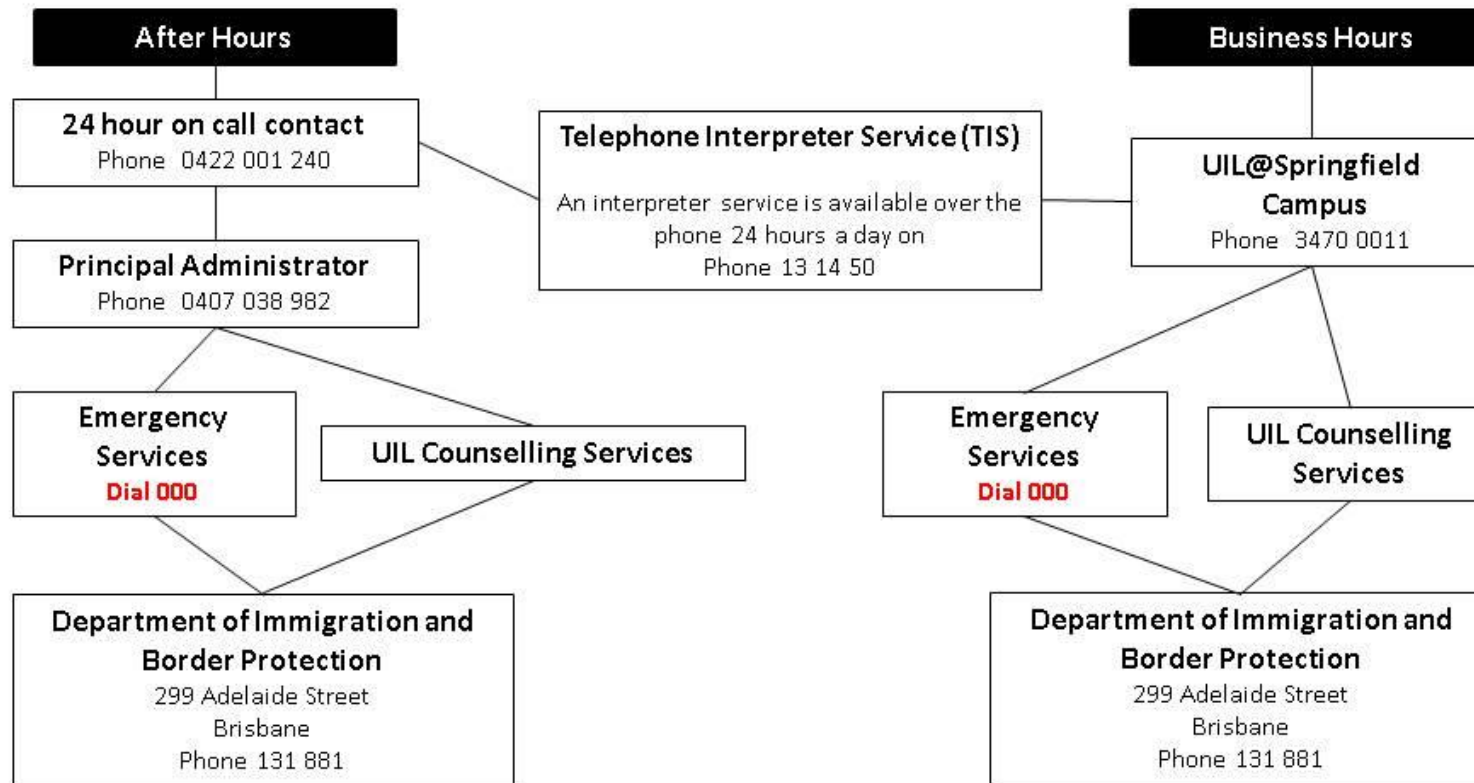 After Hours
24 hour on call contact
Phone 0422 001 240
Principal Administrator
Phone 0407 038 982
Emergency
Services
Dial 000
UIL Counselling Services
Department of Immigration and
Border Protection
299 Adelaide Street
Brisbane
Phone 131 881
Telephone Interpreter Service (TIS)
An interpreter service is available over the
phone 24 hours a day on
Phone 13 14 50
Business Hours
UIL@Springfield
Campus
Phone 3470 0011
Emergency
Services
Dial 000
UIL Counselling
Services
Department of Immigration and
Border Protection
299 Adelaide Street
Brisbane
Phone 131 881